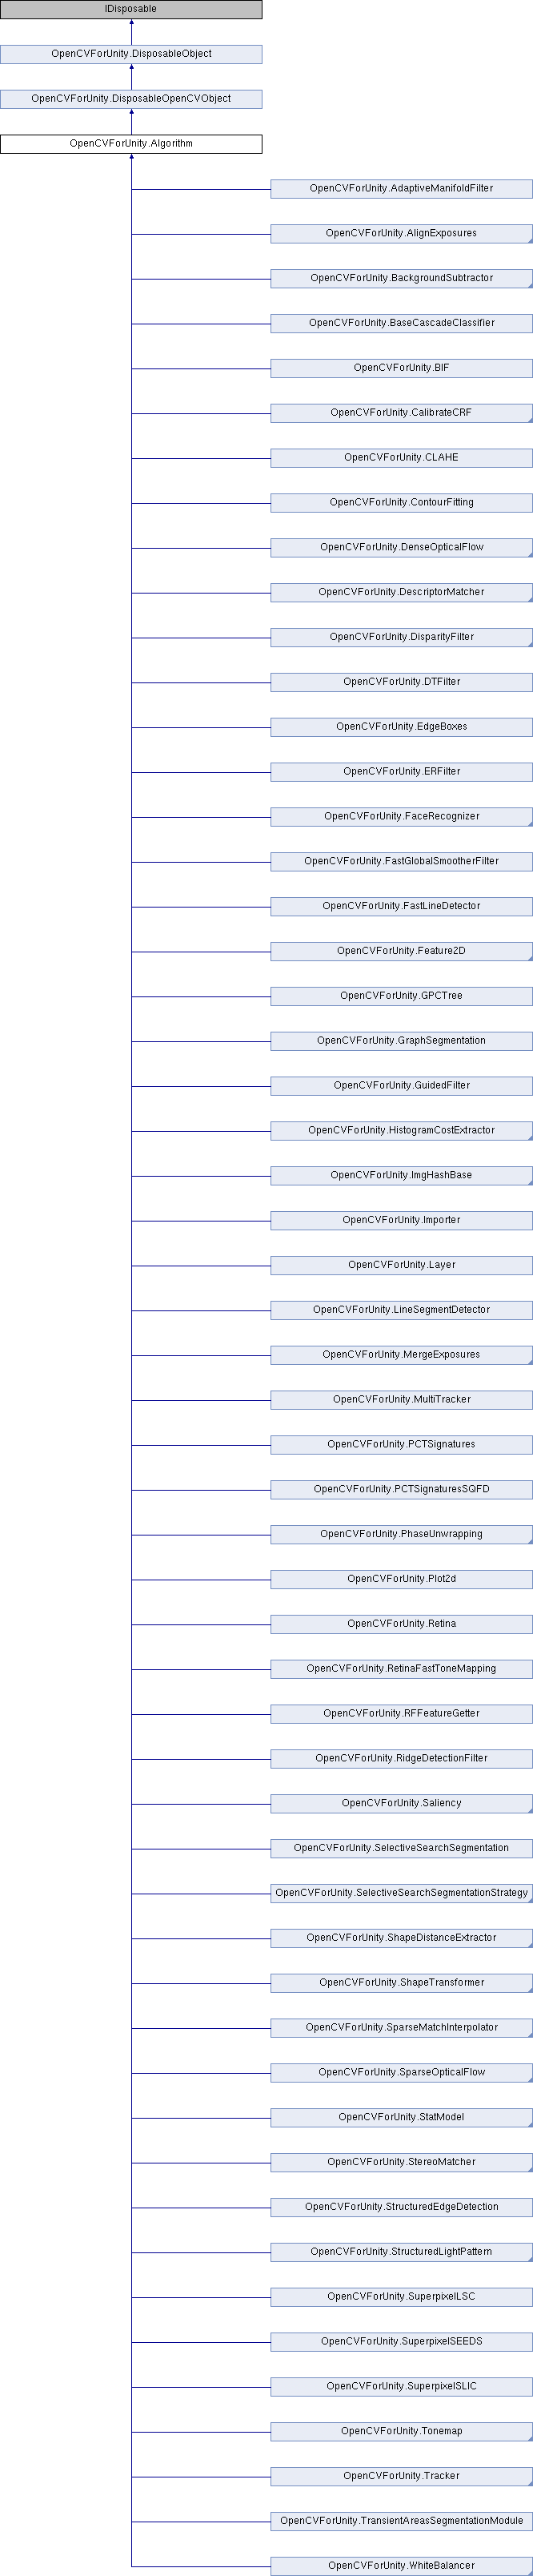 IDisposable
OpenCVForUnity.DisposableObject
OpenCVForUnity.DisposableOpenCVObject
OpenCVForUnity.Algorithm
OpenCVForUnity.AdaptiveManifoldFilter
OpenCVForUnity.AlignExposures
OpenCVForUnity.BackgroundSubtractor
OpenCVForUnity.BaseCascadeClassifier
OpenCVForUnity.BIF
OpenCVForUnity.CalibrateCRF
OpenCVForUnity.CLAHE
OpenCVForUnity.ContourFitting
OpenCVForUnity.DenseOpticalFlow
OpenCVForUnity.DescriptorMatcher
OpenCVForUnity.DisparityFilter
OpenCVForUnity.DTFilter
OpenCVForUnity.EdgeBoxes
OpenCVForUnity.ERFilter
OpenCVForUnity.FaceRecognizer
OpenCVForUnity.FastGlobalSmootherFilter
OpenCVForUnity.FastLineDetector
OpenCVForUnity.Feature2D
OpenCVForUnity.GPCTree
OpenCVForUnity.GraphSegmentation
OpenCVForUnity.GuidedFilter
OpenCVForUnity.HistogramCostExtractor
OpenCVForUnity.ImgHashBase
OpenCVForUnity.Importer
OpenCVForUnity.Layer
OpenCVForUnity.LineSegmentDetector
OpenCVForUnity.MergeExposures
OpenCVForUnity.MultiTracker
OpenCVForUnity.PCTSignatures
OpenCVForUnity.PCTSignaturesSQFD
OpenCVForUnity.PhaseUnwrapping
OpenCVForUnity.Plot2d
OpenCVForUnity.Retina
OpenCVForUnity.RetinaFastToneMapping
OpenCVForUnity.RFFeatureGetter
OpenCVForUnity.RidgeDetectionFilter
OpenCVForUnity.Saliency
OpenCVForUnity.SelectiveSearchSegmentation
OpenCVForUnity.SelectiveSearchSegmentationStrategy
OpenCVForUnity.ShapeDistanceExtractor
OpenCVForUnity.ShapeTransformer
OpenCVForUnity.SparseMatchInterpolator
OpenCVForUnity.SparseOpticalFlow
OpenCVForUnity.StatModel
OpenCVForUnity.StereoMatcher
OpenCVForUnity.StructuredEdgeDetection
OpenCVForUnity.StructuredLightPattern
OpenCVForUnity.SuperpixelLSC
OpenCVForUnity.SuperpixelSEEDS
OpenCVForUnity.SuperpixelSLIC
OpenCVForUnity.Tonemap
OpenCVForUnity.Tracker
OpenCVForUnity.TransientAreasSegmentationModule
OpenCVForUnity.WhiteBalancer